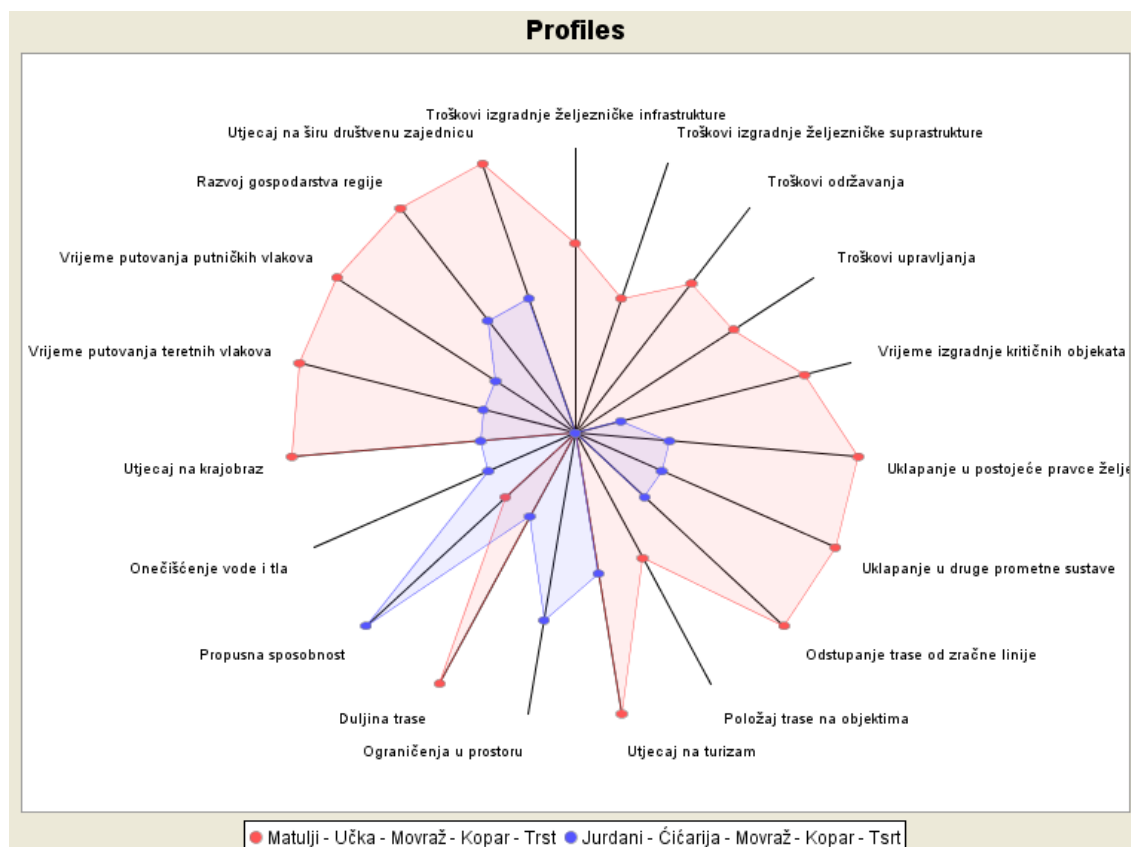 Profiles
Troškovi izgradnje željezničke infrastrukture
Utjecaj na širu društvenu zajednicu
Troškovi izgradnje željezničke suprastrukture
Razvoj gospodarstva regije
Troškovi održavanja
Vrijeme putovanja putničkih vlakova
Troškovi upravljanja
Vrijeme putovanja teretnih vlakova
Vrijeme izgradnje kritičnih objekata
Utjecaj na krajobraz
Uklapanje u postojeće pravce želje
Onečišćenje vode i tla
Uklapanje u druge prometne sustave
Propusna sposobnost
Odstupanje trase od zračne linije
Duljina trase
Položaj trase na objektima
Ograničenja u prostoru
Utjecaj na turizam
Matulji - Učka - Movraž - Kopar - Trst
Jurdani - Ćićarija - Movraž - Kopar - Tsrt